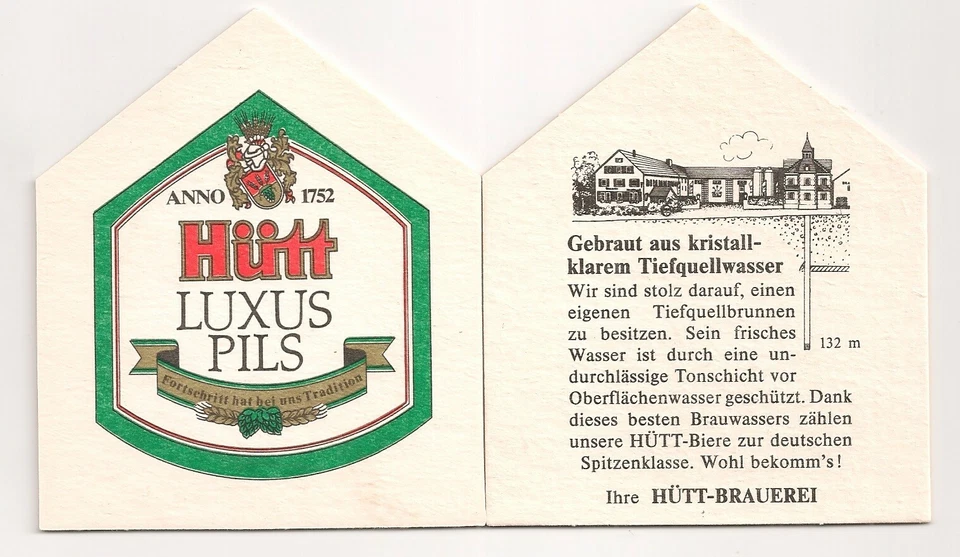 ANNO 1752
Hütt
LUXUS
PILS
Fortschritt hat bei uns Tradition
Gebraut aus kristall-
klarem Tiefquellwasser
Wir sind stolz darauf, einen
eigenen Tiefquellbrunnen
zu besitzen. Sein frisches
Wasser ist durch eine un-
durchlässige Tonschicht vor
Oberflächenwasser geschützt. Dank
dieses besten Brauwassers zählen
unsere HÜTT-Biere zur deutschen
Spitzenklasse. Wohl bekomm's!
132 m
Ihre HÜTT-BRAUEREI